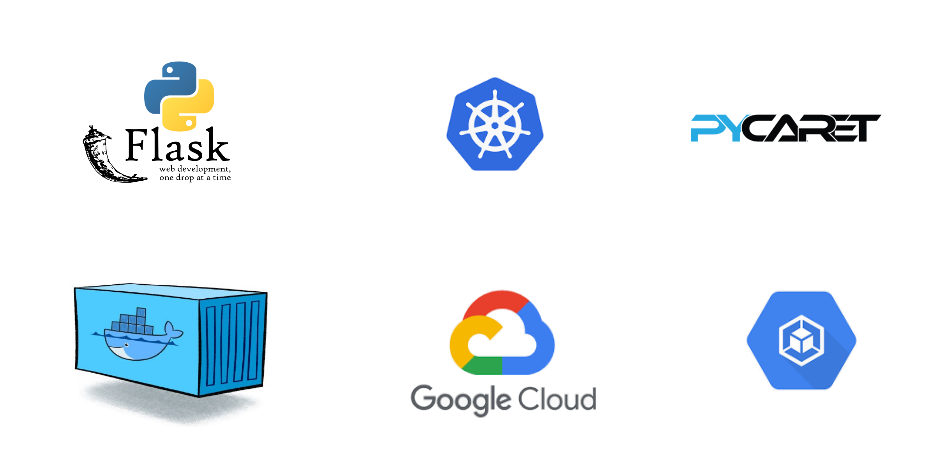 Flask
web development,
one drop at a time
PYCARET
Google Cloud